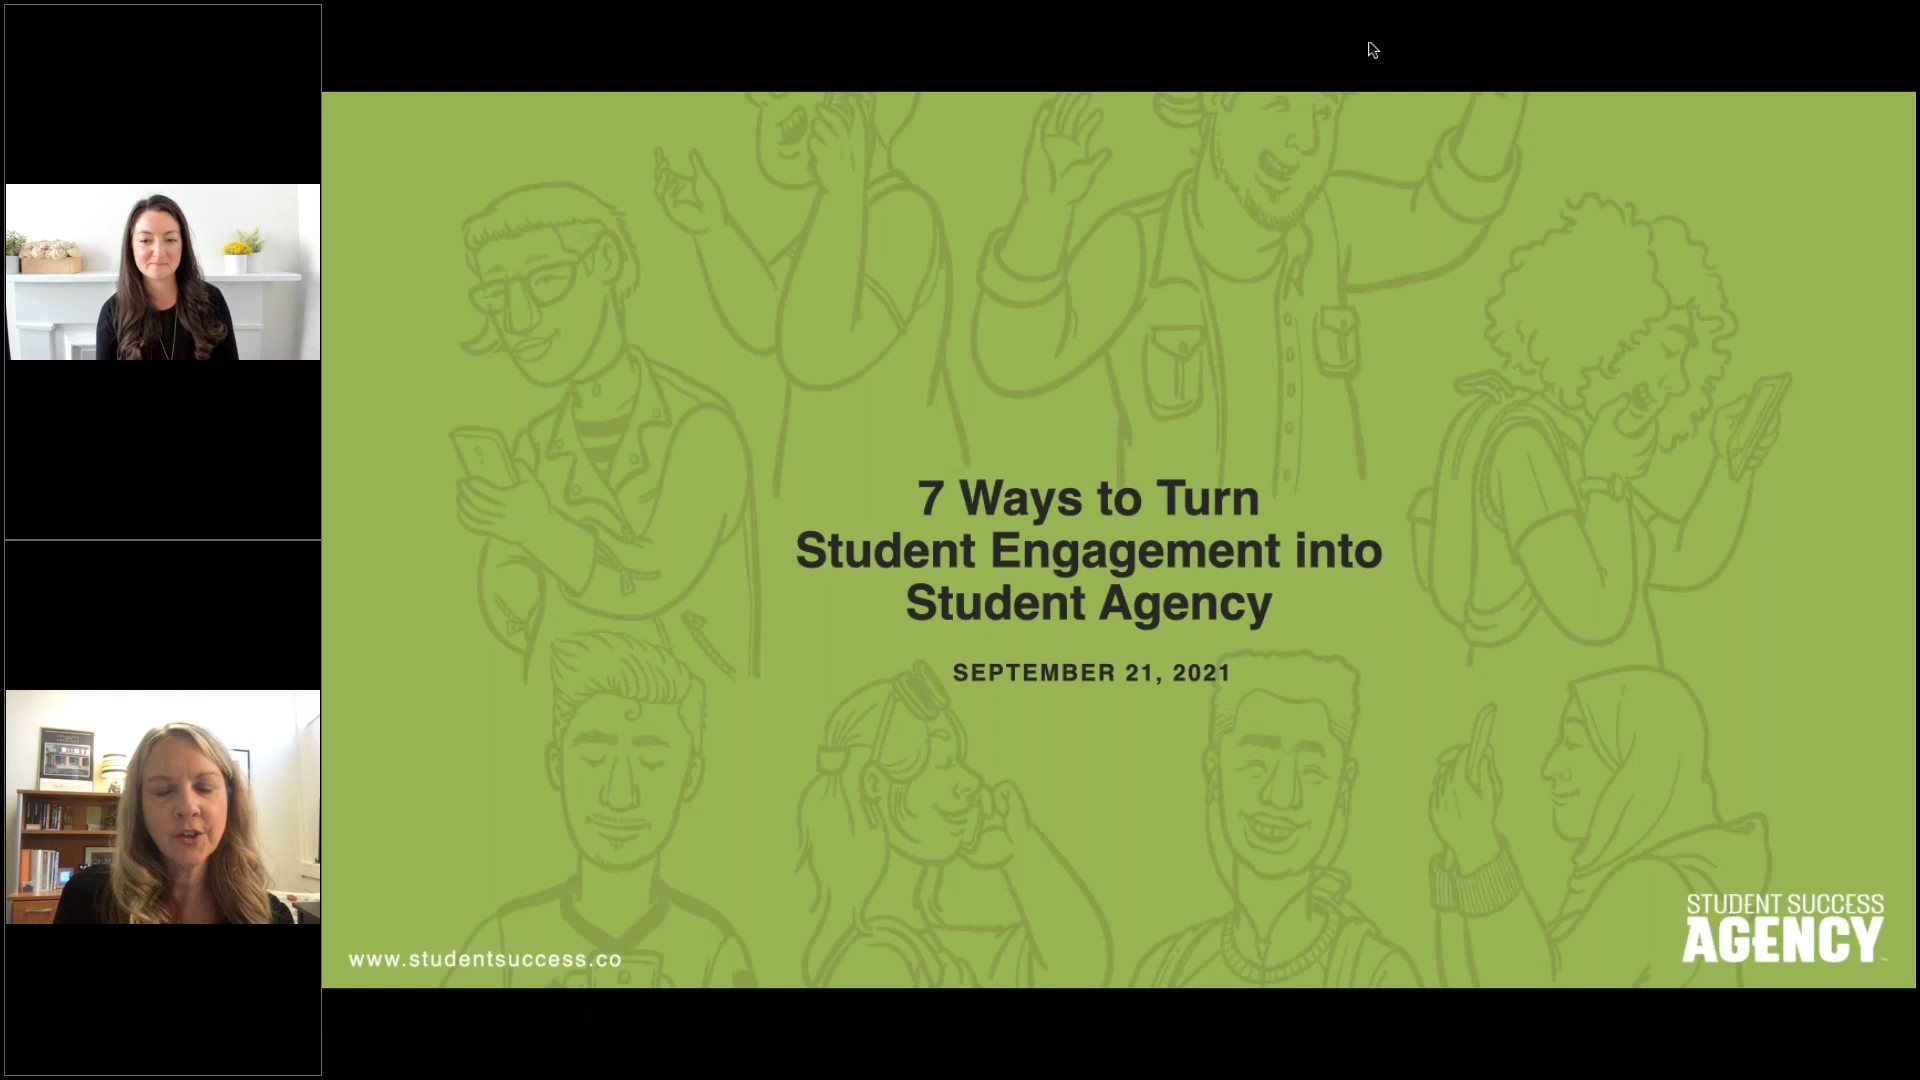 7 Ways to Turn
Student Engagement into
Student Agency
SEPTEMBER 21, 2021
www.studentsuccess.co
STUDENT SUCCESS
AGENCY